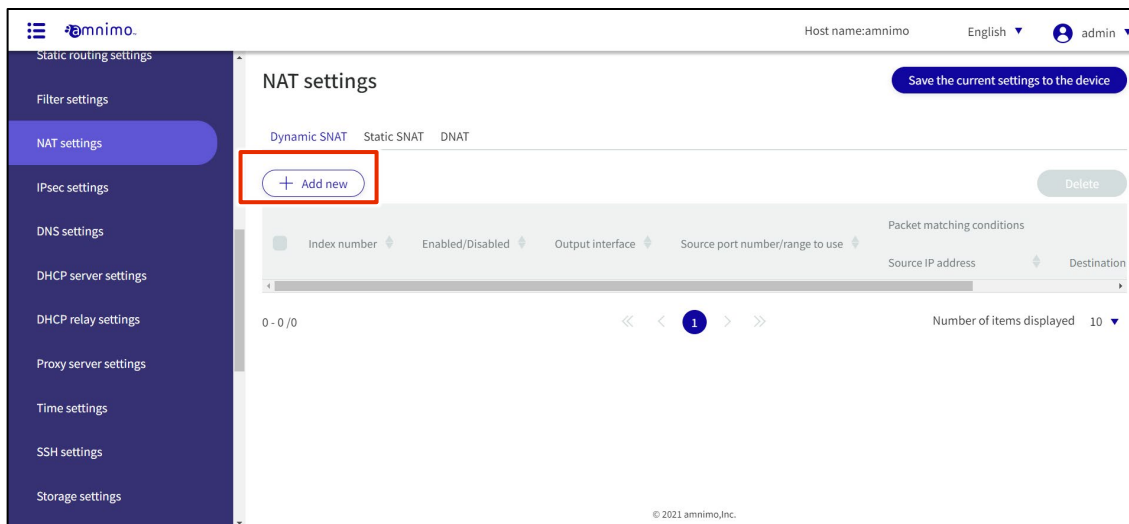 amnimo
Host name:amnimo
English
admin
Static routing settings
Filter settings
NAT settings
IPsec settings
DNS settings
DHCP server settings
DHCP relay settings
Proxy server settings
Time settings
SSH settings
Storage settings
NAT settings
Save the current settings to the device
Dynamic SNAT Static SNAT DNAT
+ Add new
Delete
Packet matching conditions
Index number Enabled/Disabled Output interface Source port number/range to use
Source IP address Destination
0 - 0 /0
1
Number of items displayed 10
© 2021 amnimo,Inc.